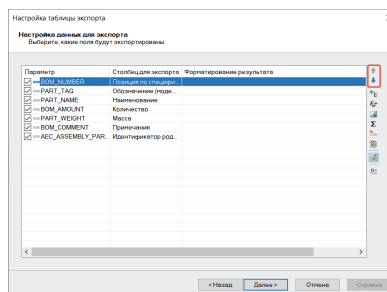 Настройка таблицы экспорта
Настройка данных для экспорта
Выберите, какие поля будут экспортированы
Параметр Столбец для экспорта Форматирование результата
BOM_NUMBER Позиция по специфи...
PART_TAG Обозначение (моде...
PART_NAME Наименование
BOM_AMOUNT Количество
PART_WEIGHT Масса
BOM_COMMENT Примечания
AEC_ASSEMBLY_PAR... Идентификатор род...
< Назад Далее > Отмена Справка